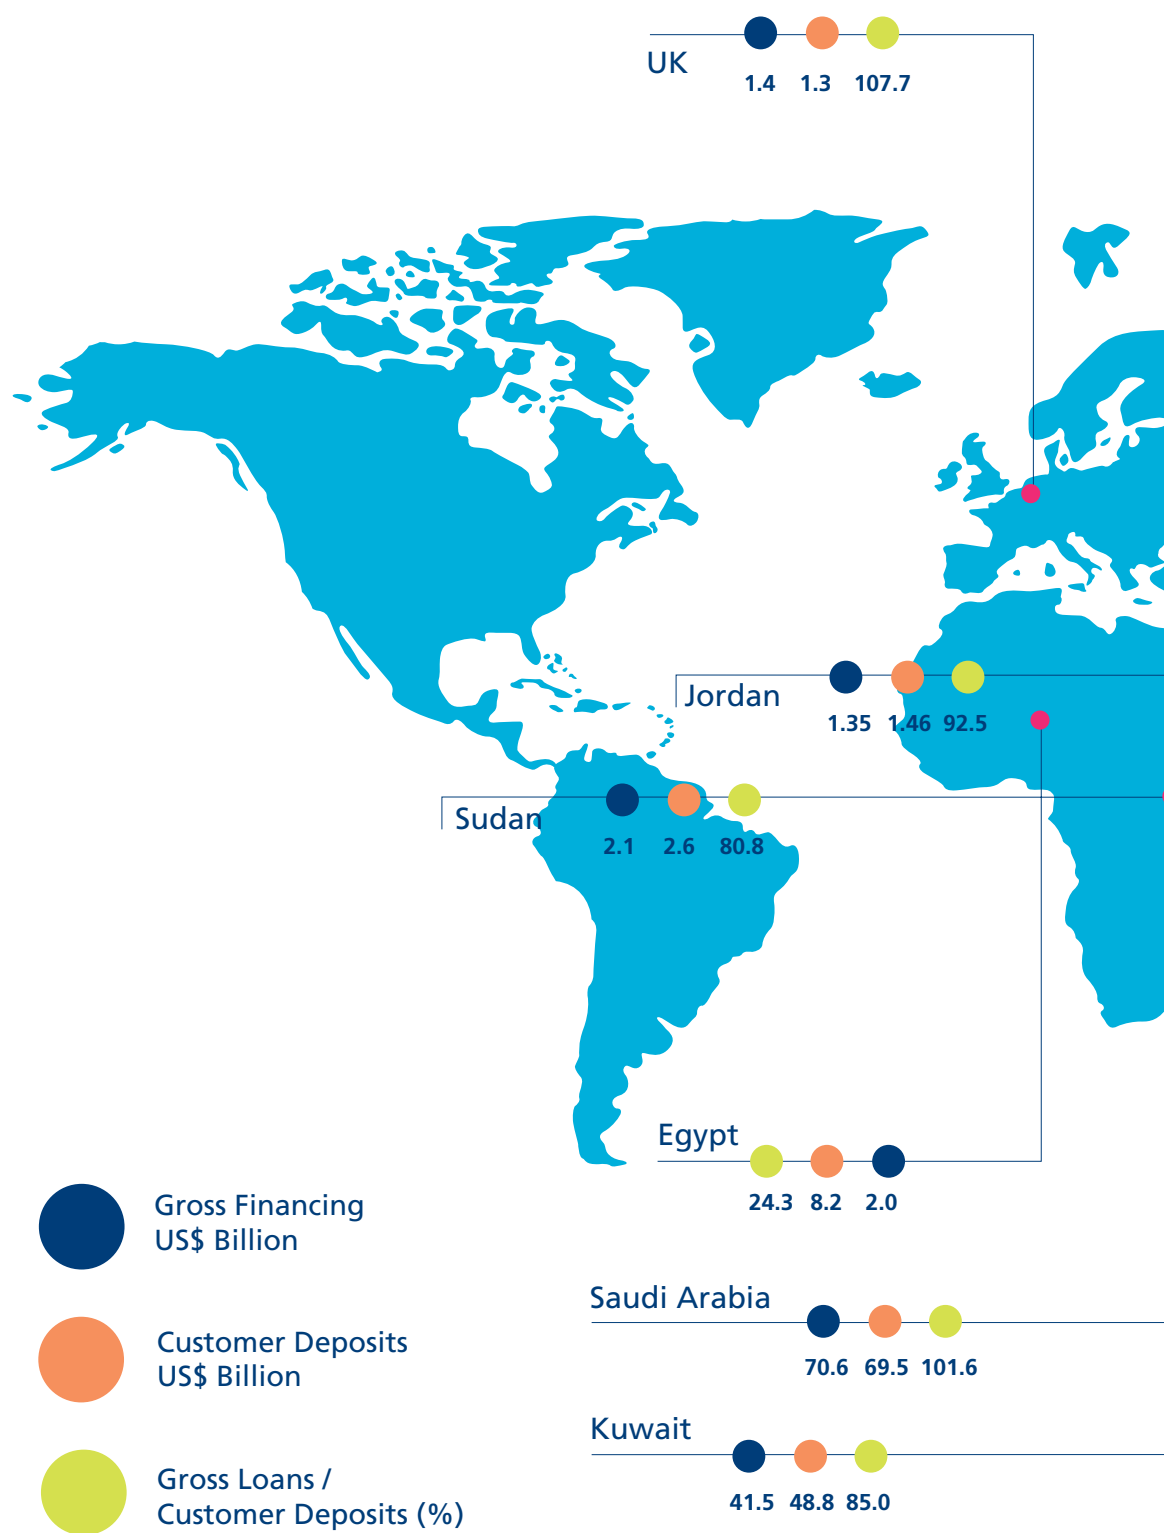 UK
1.4 1.3 107.7
Jordan
1.35 1.46 92.5
Sudan
2.1 2.6 80.8
Egypt
24.3 8.2 2.0
Gross Financing
US$ Billion
Saudi Arabia
70.6 69.5 101.6
Customer Deposits
US$ Billion
Kuwait
41.5 48.8 85.0
Gross Loans /
Customer Deposits (%)